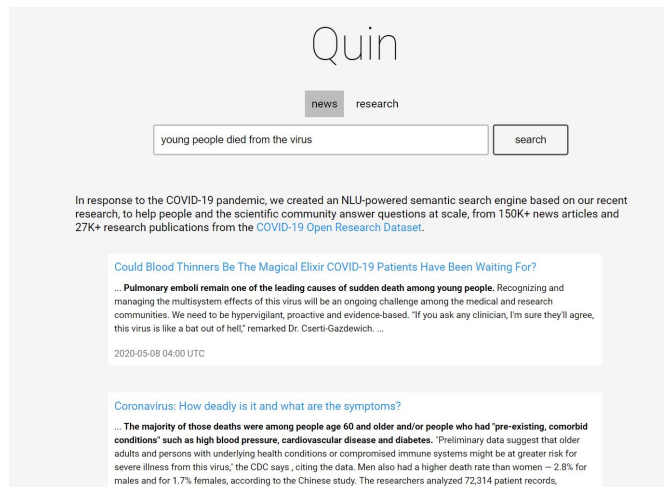 Quin
news research
young people died from the virus search
In response to the COVID-19 pandemic, we created an NLU-powered semantic search engine based on our recent
research, to help people and the scientific community answer questions at scale, from 150K+ news articles and
27K+ research publications from the COVID-19 Open Research Dataset.
Could Blood Thinners Be The Magical Elixir COVID-19 Patients Have Been Waiting For?
... Pulmonary emboli remain one of the leading causes of sudden death among young people. Recognizing and
managing the multisystem effects of this virus will be an ongoing challenge among the medical and research
communities. We need to be hypervigilant, proactive and evidence-based. "If you ask any clinician, I'm sure they'll agree,
this virus is like a bat out of hell," remarked Dr. Cserti-Gazdewich. ...
2020-05-08 04:00 UTC
Coronavirus: How deadly is it and what are the symptoms?
... The majority of those deaths were among people age 60 and older and/or people who had "pre-existing, comorbid
conditions" such as high blood pressure, cardiovascular disease and diabetes. "Preliminary data suggest that older
adults and persons with underlying health conditions or compromised immune systems might be at greater risk for
severe illness from this virus,' the CDC says , citing the data. Men also had a higher death rate than women — 2.8% for
males and for 1.7% females, according to the Chinese study. The researchers analyzed 72,314 patient records,